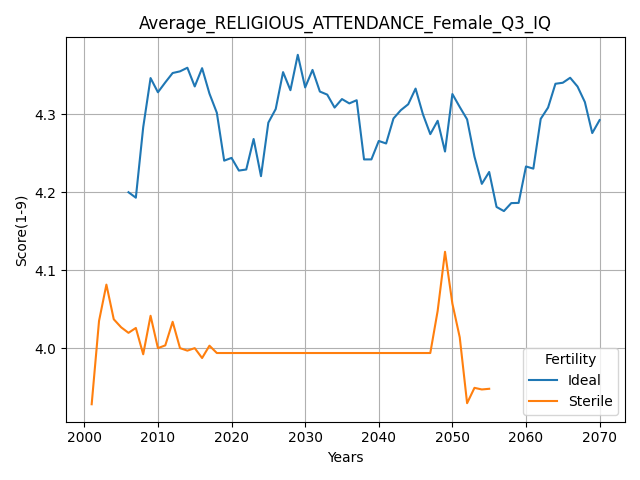 Average_RELIGIOUS_ATTENDANCE_Female_Q3_IQ
Score(1-9)
4.3
4.2
4.1
4.0
2000 2010 2020 2030 2040 2050 2060 2070
Years
Fertility
Ideal
Sterile